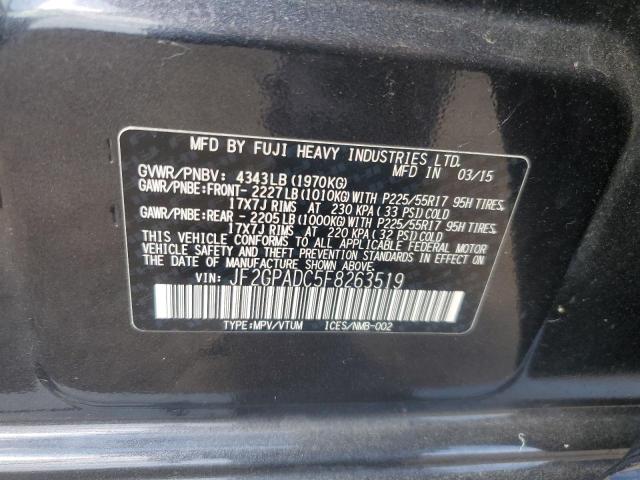 MFD BY FUJI HEAVY INDUSTRIES LTD.
MFD IN 03/15
GVWR/PNBV: 4343LB(1970KG)
GAWR/PNBE:FRONT- 2227LB(1010KG)WITH P225/55R17 95H TIRES,
17X7J RIMS AT 230 KPA(33 PSI)COLD
GAWR/PNBE:REAR - 2205LB(1000KG)WITH P225/55R17 95H TIRES,
17X7J RIMS AT 220 KPA(32 PSI)COLD
THIS VEHICLE CONFORMS TO ALL APPLICABLE FEDERAL MOTOR
VEHICLE SAFETY AND THEFT PREVENTION STANDARDS IN EFFECT ON
THE DATE OF MANUFACTURE SHOWN ABOVE.
VIN: JF2GPADC5F8263519
TYPE:MPV/VTUM ICES/NMB-002